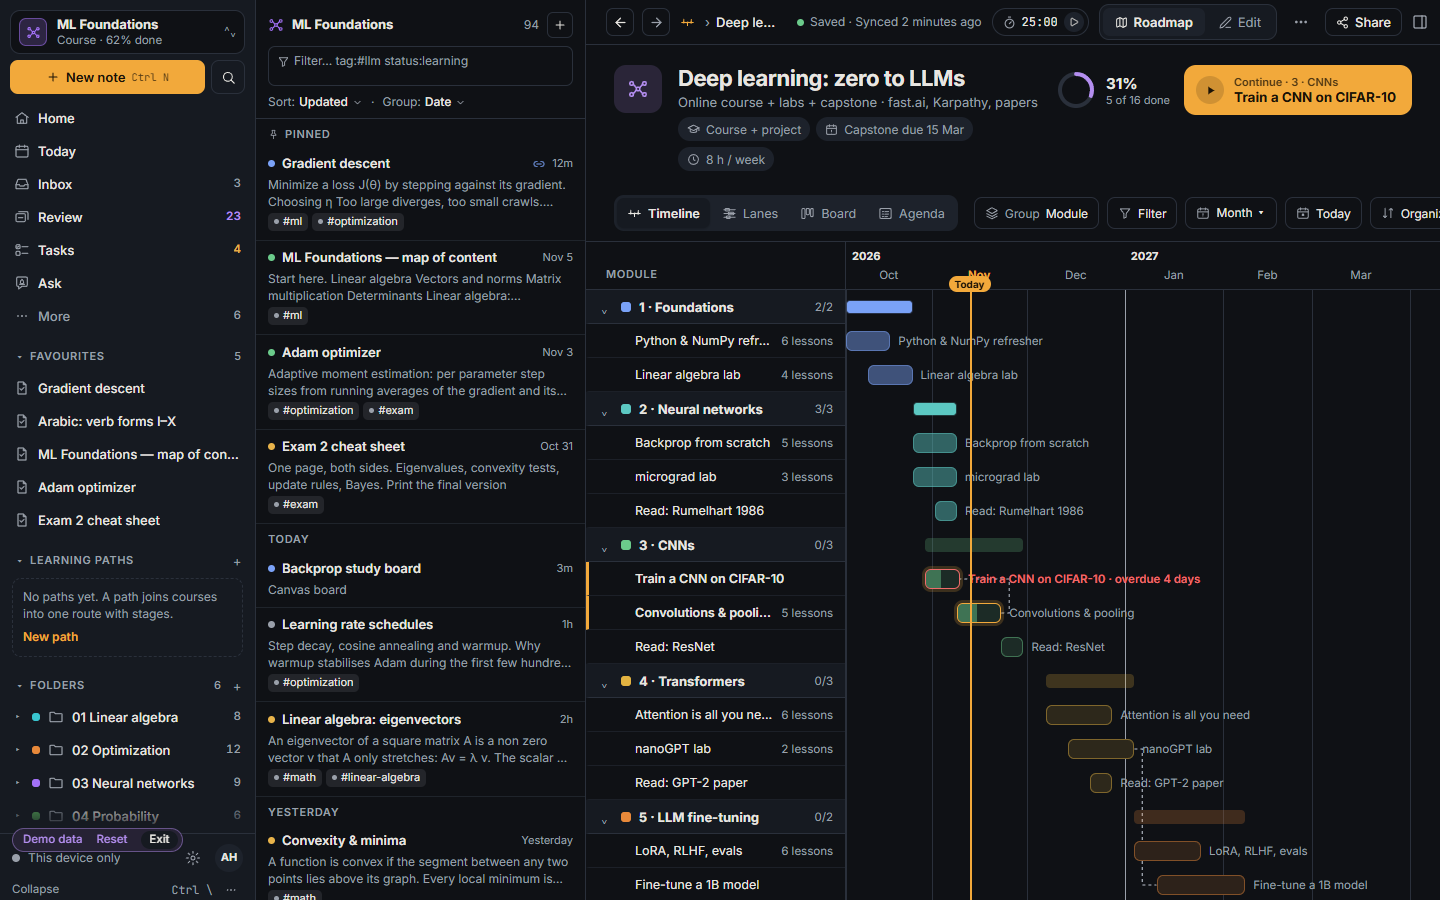 ML Foundations
Course · 62% done
New note Ctrl N
Home
Today
Inbox 3
Review 23
Tasks 4
Ask
More 6
FAVOURITES 5
Gradient descent
Arabic: verb forms I–X
ML Foundations — map of con...
Adam optimizer
Exam 2 cheat sheet
LEARNING PATHS
No paths yet. A path joins courses
into one route with stages.
New path
FOLDERS 6
01 Linear algebra 8
02 Optimization 12
03 Neural networks 9
04 Probability 6
Demo data Reset Exit
This device only AH
Collapse Ctrl \
ML Foundations 94
Filter... tag:#llm status:learning
Sort: Updated · Group: Date
PINNED
Gradient descent 12m
Minimize a loss J(θ) by stepping against its gradient.
Choosing η Too large diverges, too small crawls....
#ml #optimization
ML Foundations — map of content Nov 5
Start here. Linear algebra Vectors and norms Matrix
multiplication Determinants Linear algebra:...
#ml
Adam optimizer Nov 3
Adaptive moment estimation: per parameter step
sizes from running averages of the gradient and its...
#optimization #exam
Exam 2 cheat sheet Oct 31
One page, both sides. Eigenvalues, convexity tests,
update rules, Bayes. Print the final version
#exam
TODAY
Backprop study board 3m
Canvas board
Learning rate schedules 1h
Step decay, cosine annealing and warmup. Why
warmup stabilises Adam during the first few hundre...
#optimization
Linear algebra: eigenvectors 2h
An eigenvector of a square matrix A is a non zero
vector v that A only stretches: Av = λ v. The scalar ...
#math #linear-algebra
YESTERDAY
Convexity & minima Yesterday
A function is convex if the segment between any two
points lies above its graph. Every local minimum is...
#math
Deep le... Saved · Synced 2 minutes ago 25:00 Roadmap Edit Share
Deep learning: zero to LLMs
Online course + labs + capstone · fast.ai, Karpathy, papers
Course + project Capstone due 15 Mar
8 h / week
31%
5 of 16 done
Continue · 3 · CNNs
Train a CNN on CIFAR-10
Timeline Lanes Board Agenda Group Module Filter Month Today Organi
MODULE
2026 2027
Oct Nov Dec Jan Feb Mar
Today
1 · Foundations 2/2
Python & NumPy refr... 6 lessons Python & NumPy refresher
Linear algebra lab 4 lessons Linear algebra lab
2 · Neural networks 3/3
Backprop from scratch 5 lessons Backprop from scratch
micrograd lab 3 lessons micrograd lab
Read: Rumelhart 1986 Read: Rumelhart 1986
3 · CNNs 0/3
Train a CNN on CIFAR-10 Train a CNN on CIFAR-10 · overdue 4 days
Convolutions & pooli... 5 lessons Convolutions & pooling
Read: ResNet Read: ResNet
4 · Transformers 0/3
Attention is all you ne... 6 lessons Attention is all you need
nanoGPT lab 2 lessons nanoGPT lab
Read: GPT-2 paper Read: GPT-2 paper
5 · LLM fine-tuning 0/2
LoRA, RLHF, evals 6 lessons LoRA, RLHF, evals
Fine-tune a 1B model Fine-tune a 1B model